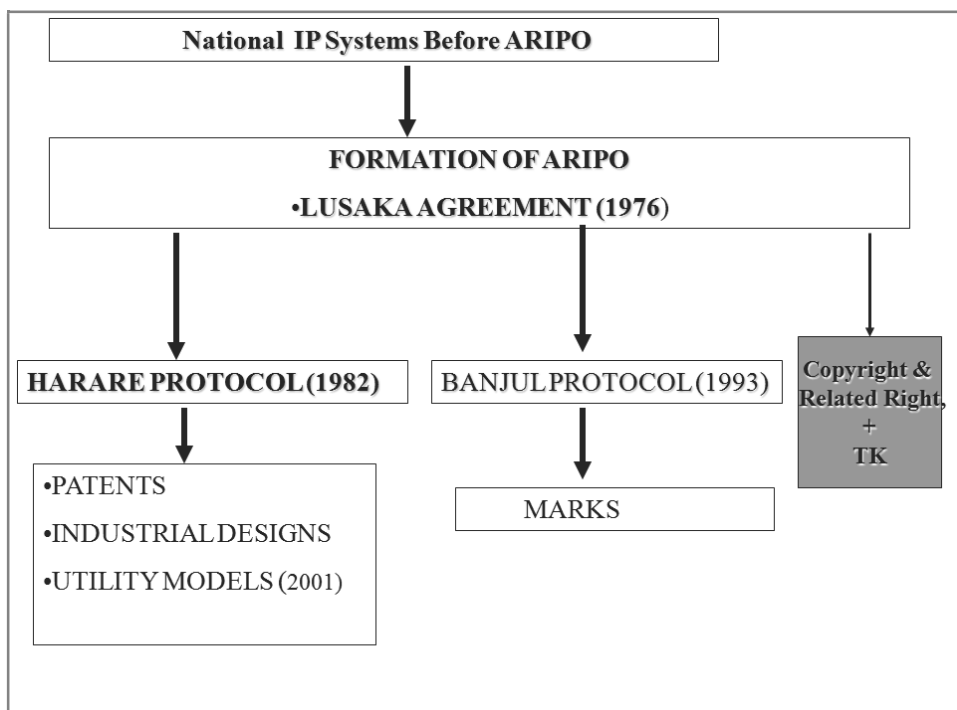 National IP Systems Before ARIPO
FORMATION OF ARIPO
•LUSAKA AGREEMENT (1976)
HARARE PROTOCOL (1982)
BANJUL PROTOCOL (1993)
Copyright &
Related Right,
+
TK
•PATENTS
•INDUSTRIAL DESIGNS
•UTILITY MODELS (2001)
MARKS